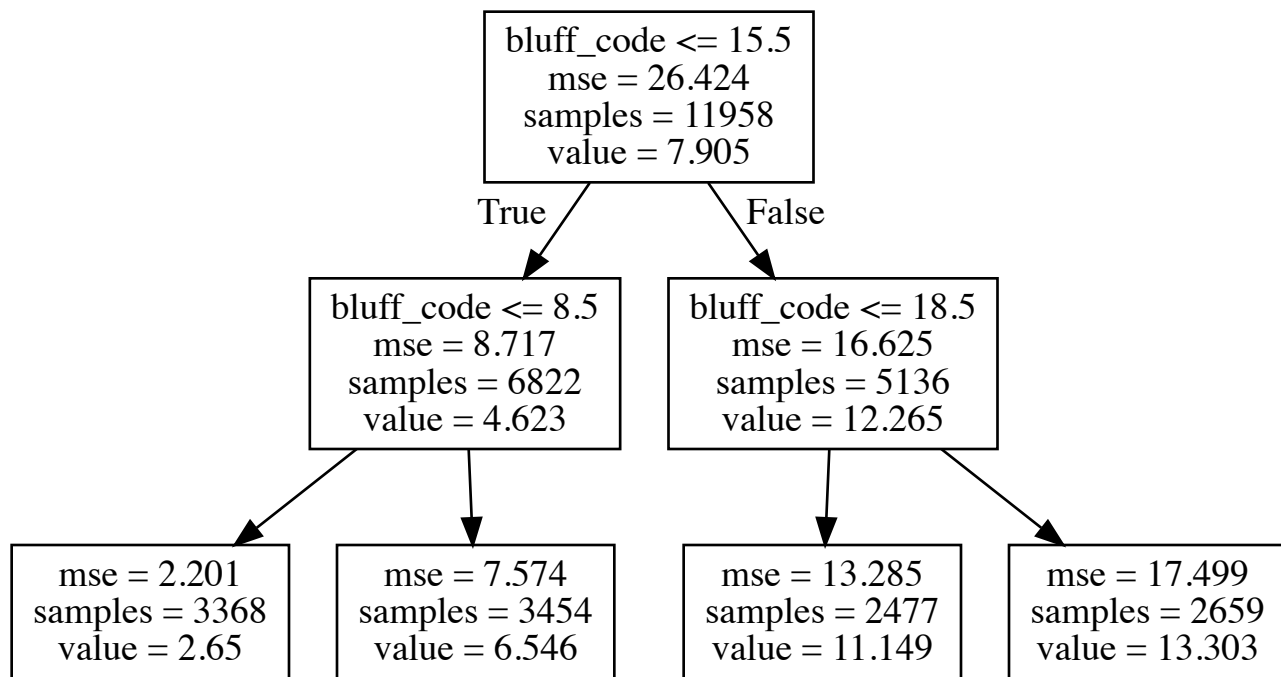 bluff_code <= 15.5
mse = 26.424
samples = 11958
value = 7.905
True
False
bluff_code <= 8.5
mse = 8.717
samples = 6822
value = 4.623
bluff_code <= 18.5
mse = 16.625
samples = 5136
value = 12.265
mse = 2.201
samples = 3368
value = 2.65
mse = 7.574
samples = 3454
value = 6.546
mse = 13.285
samples = 2477
value = 11.149
mse = 17.499
samples = 2659
value = 13.303